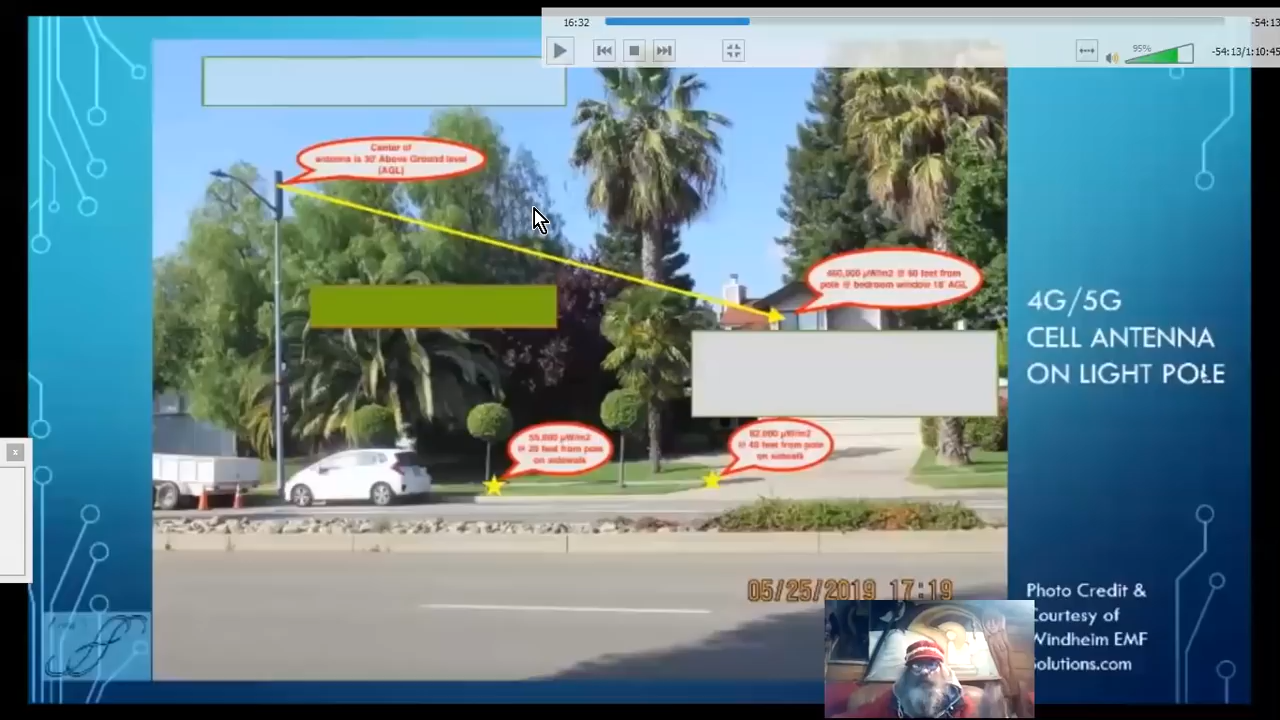 16:32
-54:13
95%
-54:13/1:10:45
Center of
antenna is 30' Above Ground level
(AGL)
460,000 µW/m2 @ 60 feet from
pole @ bedroom window 18' AGL
4G/5G
CELL ANTENNA
ON LIGHT POLE
55,000 µW/m2
@ 20 feet from pole
on sidewalk
62,000 µW/m2
@ 40 feet from pole
on sidwalk
05/25/2019 17:19
Photo Credit &
Courtesy of
Windheim EMF
Solutions.com